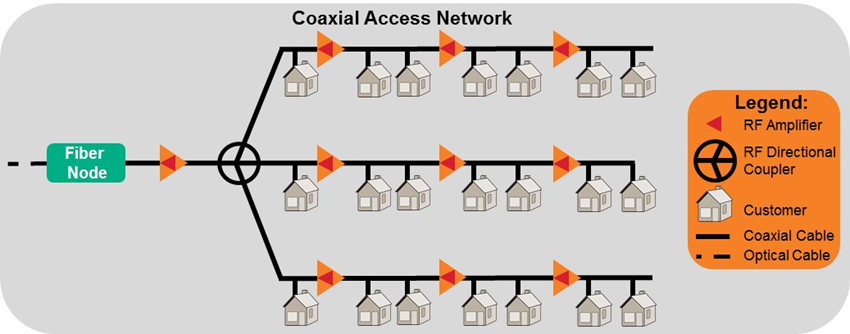 Coaxial Access Network
Fiber
Node
Legend:
RF Amplifier
RF Directional
Coupler
Customer
Coaxial Cable
Optical Cable